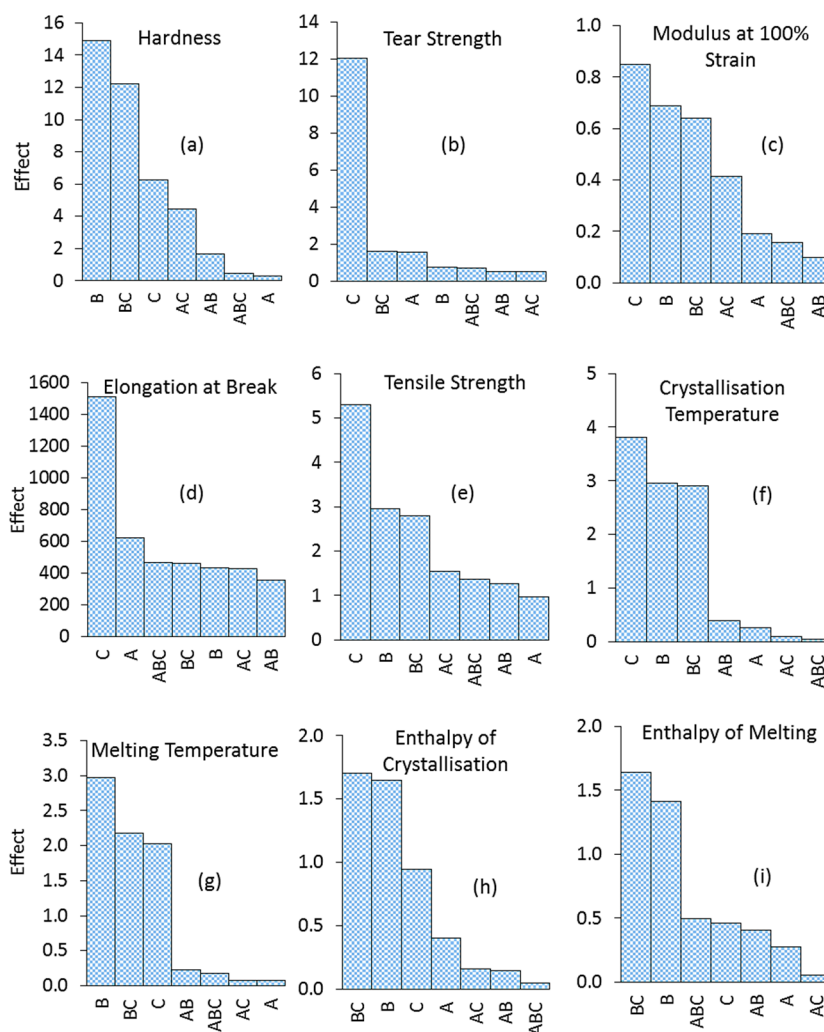 Hardness
Effect
16
14
12
10
8
6
4
2
0
(a)
B BC C AC AB ABC A
Tear Strength
14
12
10
8
6
4
2
0
(b)
C BC A B ABC AB AC
Modulus at 100%
Strain
1.0
0.8
0.6
0.4
0.2
0.0
(c)
C B BC AC A ABC AB
Elongation at Break
Effect
1600
1400
1200
1000
800
600
400
200
0
(d)
C A ABC BC B AC AB
Tensile Strength
6
5
4
3
2
1
0
(e)
C B BC AC ABC AB A
Crystallisation
Temperature
5
4
3
2
1
0
(f)
C B BC AB A AC ABC
Melting Temperature
Effect
3.5
3.0
2.5
2.0
1.5
1.0
0.5
0.0
(g)
B BC C AB ABC AC A
Enthalpy of
Crystallisation
2.0
1.5
1.0
0.5
0.0
(h)
BC B C A AC AB ABC
Enthalpy of Melting
2.0
1.5
1.0
0.5
0.0
(i)
BC B ABC C AB A AC